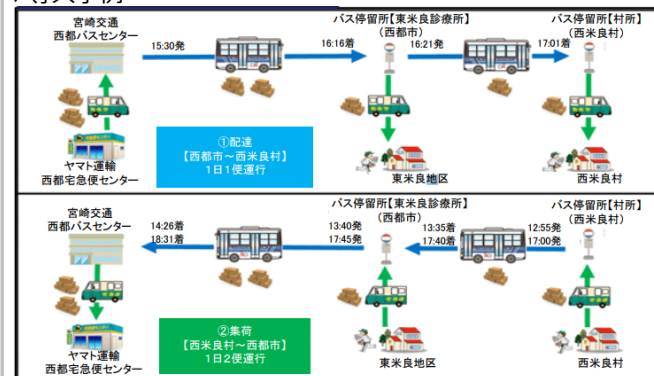 宮崎交通
西都バスセンター
15:30発
16:16着
バス停留所【東米良診療所】
(西都市)
16:21発
17:01着
バス停留所【村所】
(西米良村)
ヤマト運輸
西都宅急便センター
①配達
【西都市~西米良村】
1日1便運行
東米良地区
西米良村
宮崎交通
西都バスセンター
14:26着
18:31着
13:40発
17:45発
バス停留所【東米良診療所】
(西都市)
13:35着
17:40着
12:55発
17:00発
バス停留所【村所】
(西米良村)
ヤマト運輸
西都宅急便センター
②集荷
【西米良村~西都市】
1日2便運行
東米良地区
西米良村